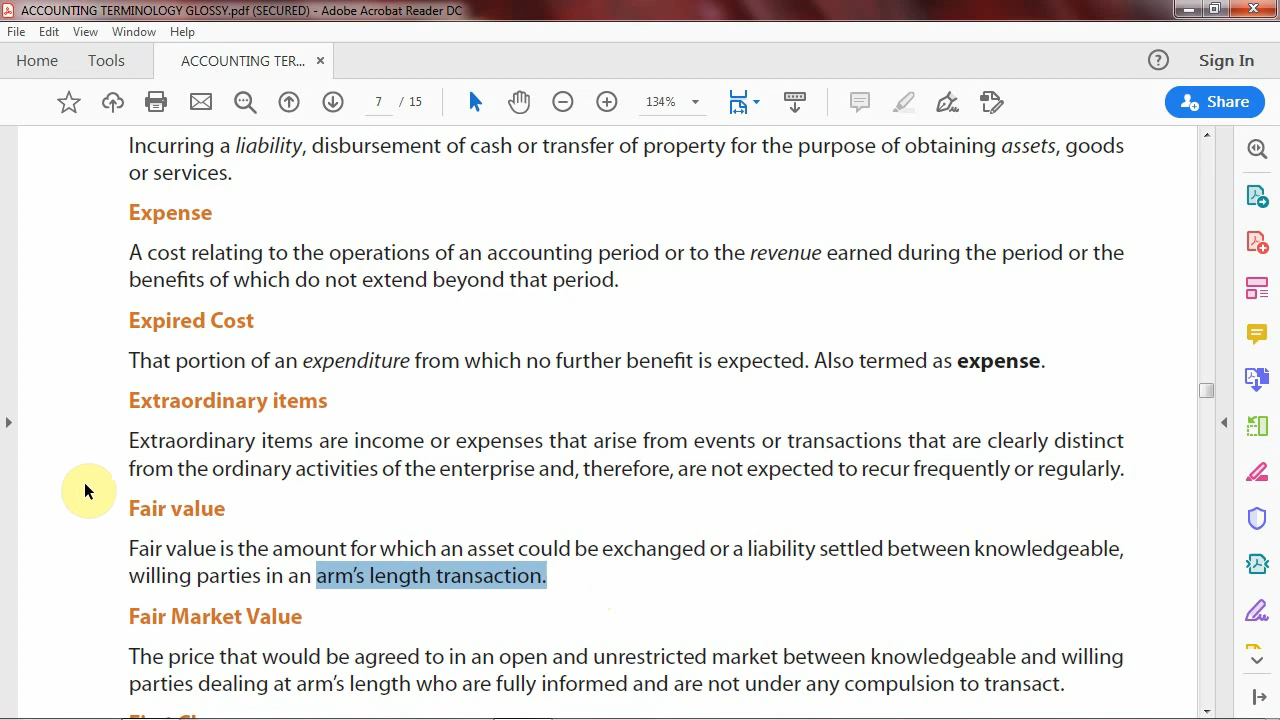 ACCOUNTING TERMINOLOGY GLOSSY.pdf (SECURED) - Adobe Acrobat Reader DC
File Edit View Window Help
Home Tools ACCOUNTING TER... × ? Sign In
7 / 15 134% Share
Incurring a liability, disbursement of cash or transfer of property for the purpose of obtaining assets, goods
or services.
Expense
A cost relating to the operations of an accounting period or to the revenue earned during the period or the
benefits of which do not extend beyond that period.
Expired Cost
That portion of an expenditure from which no further benefit is expected. Also termed as expense.
Extraordinary items
Extraordinary items are income or expenses that arise from events or transactions that are clearly distinct
from the ordinary activities of the enterprise and, therefore, are not expected to recur frequently or regularly.
Fair value
Fair value is the amount for which an asset could be exchanged or a liability settled between knowledgeable,
willing parties in an arm's length transaction.
Fair Market Value
The price that would be agreed to in an open and unrestricted market between knowledgeable and willing
parties dealing at arm's length who are fully informed and are not under any compulsion to transact.